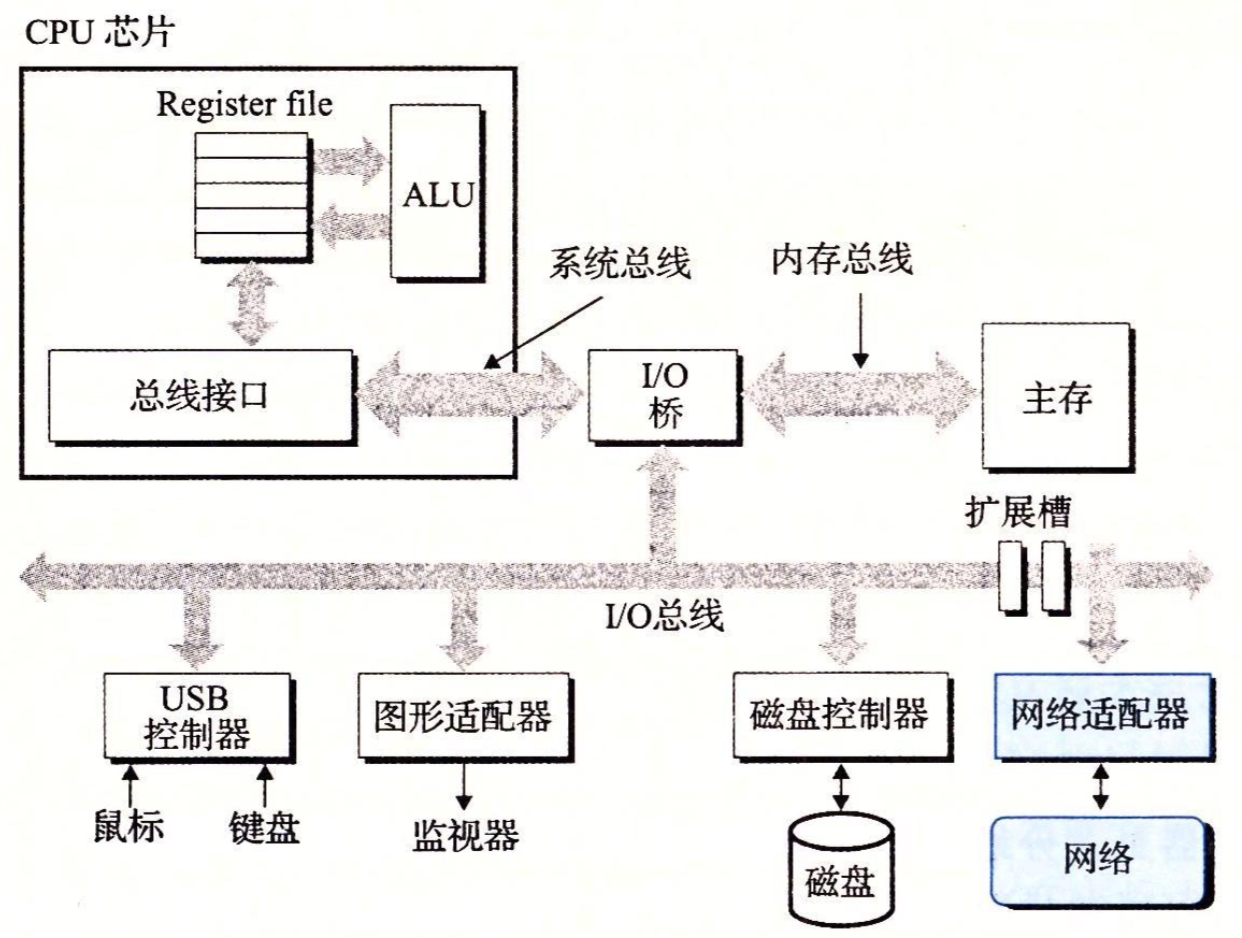 CPU 芯片
Register file
ALU
系统总线
内存总线
总线接口
I/O
桥
主存
扩展槽
I/O总线
USB
控制器
图形适配器
磁盘控制器
网络适配器
鼠标
键盘
监视器
磁盘
网络